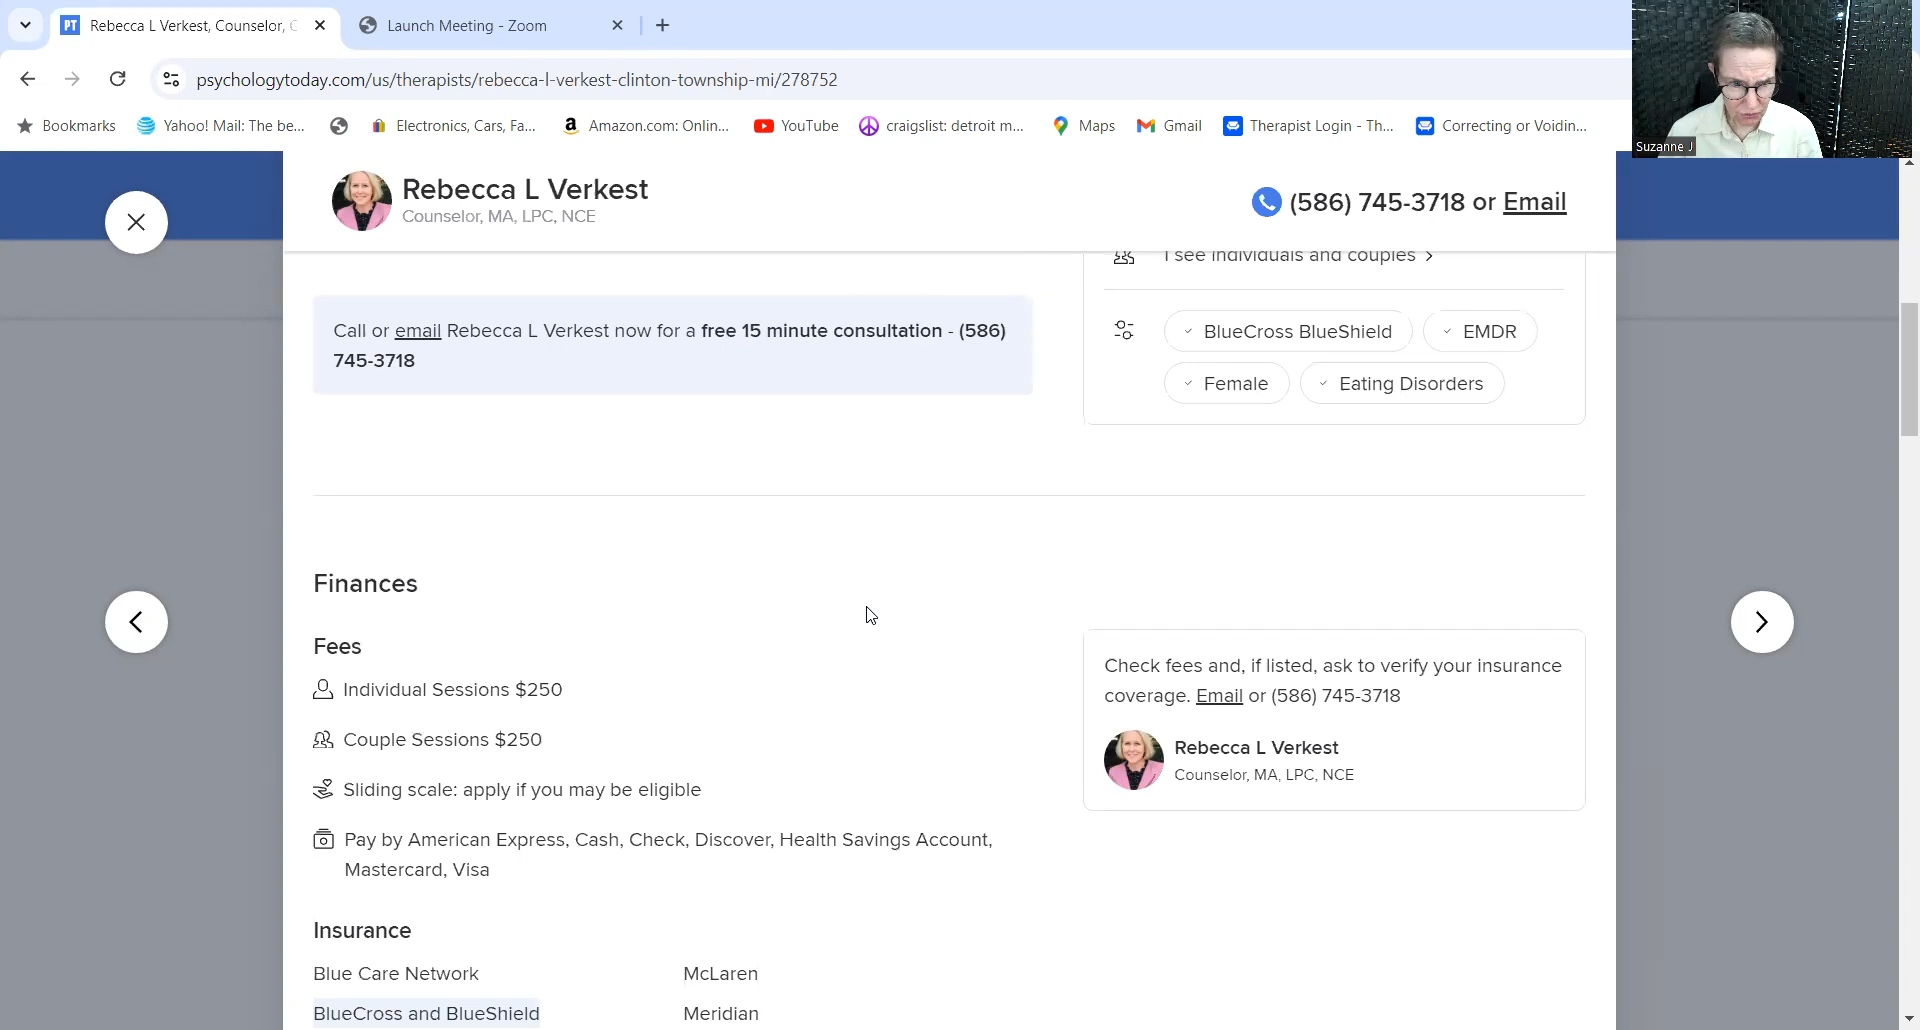 Rebecca L Verkest, Counselor, C
Launch Meeting - Zoom
psychologytoday.com/us/therapists/rebecca-l-verkest-clinton-township-mi/278752
Bookmarks
Yahoo! Mail: The be...
Electronics, Cars, Fa...
Amazon.com: Onlin...
YouTube
craigslist: detroit m...
Maps
Gmail
Therapist Login - Th...
Correcting or Voidin...
Suzanne J
Rebecca L Verkest
Counselor, MA, LPC, NCE
(586) 745-3718 or Email
I see individuals and couples
Call or email Rebecca L Verkest now for a free 15 minute consultation - (586)
745-3718
BlueCross BlueShield
EMDR
Female
Eating Disorders
Finances
Fees
Individual Sessions $250
Couple Sessions $250
Sliding scale: apply if you may be eligible
Pay by American Express, Cash, Check, Discover, Health Savings Account,
Mastercard, Visa
Check fees and, if listed, ask to verify your insurance
coverage. Email or (586) 745-3718
Rebecca L Verkest
Counselor, MA, LPC, NCE
Insurance
Blue Care Network
McLaren
BlueCross and BlueShield
Meridian